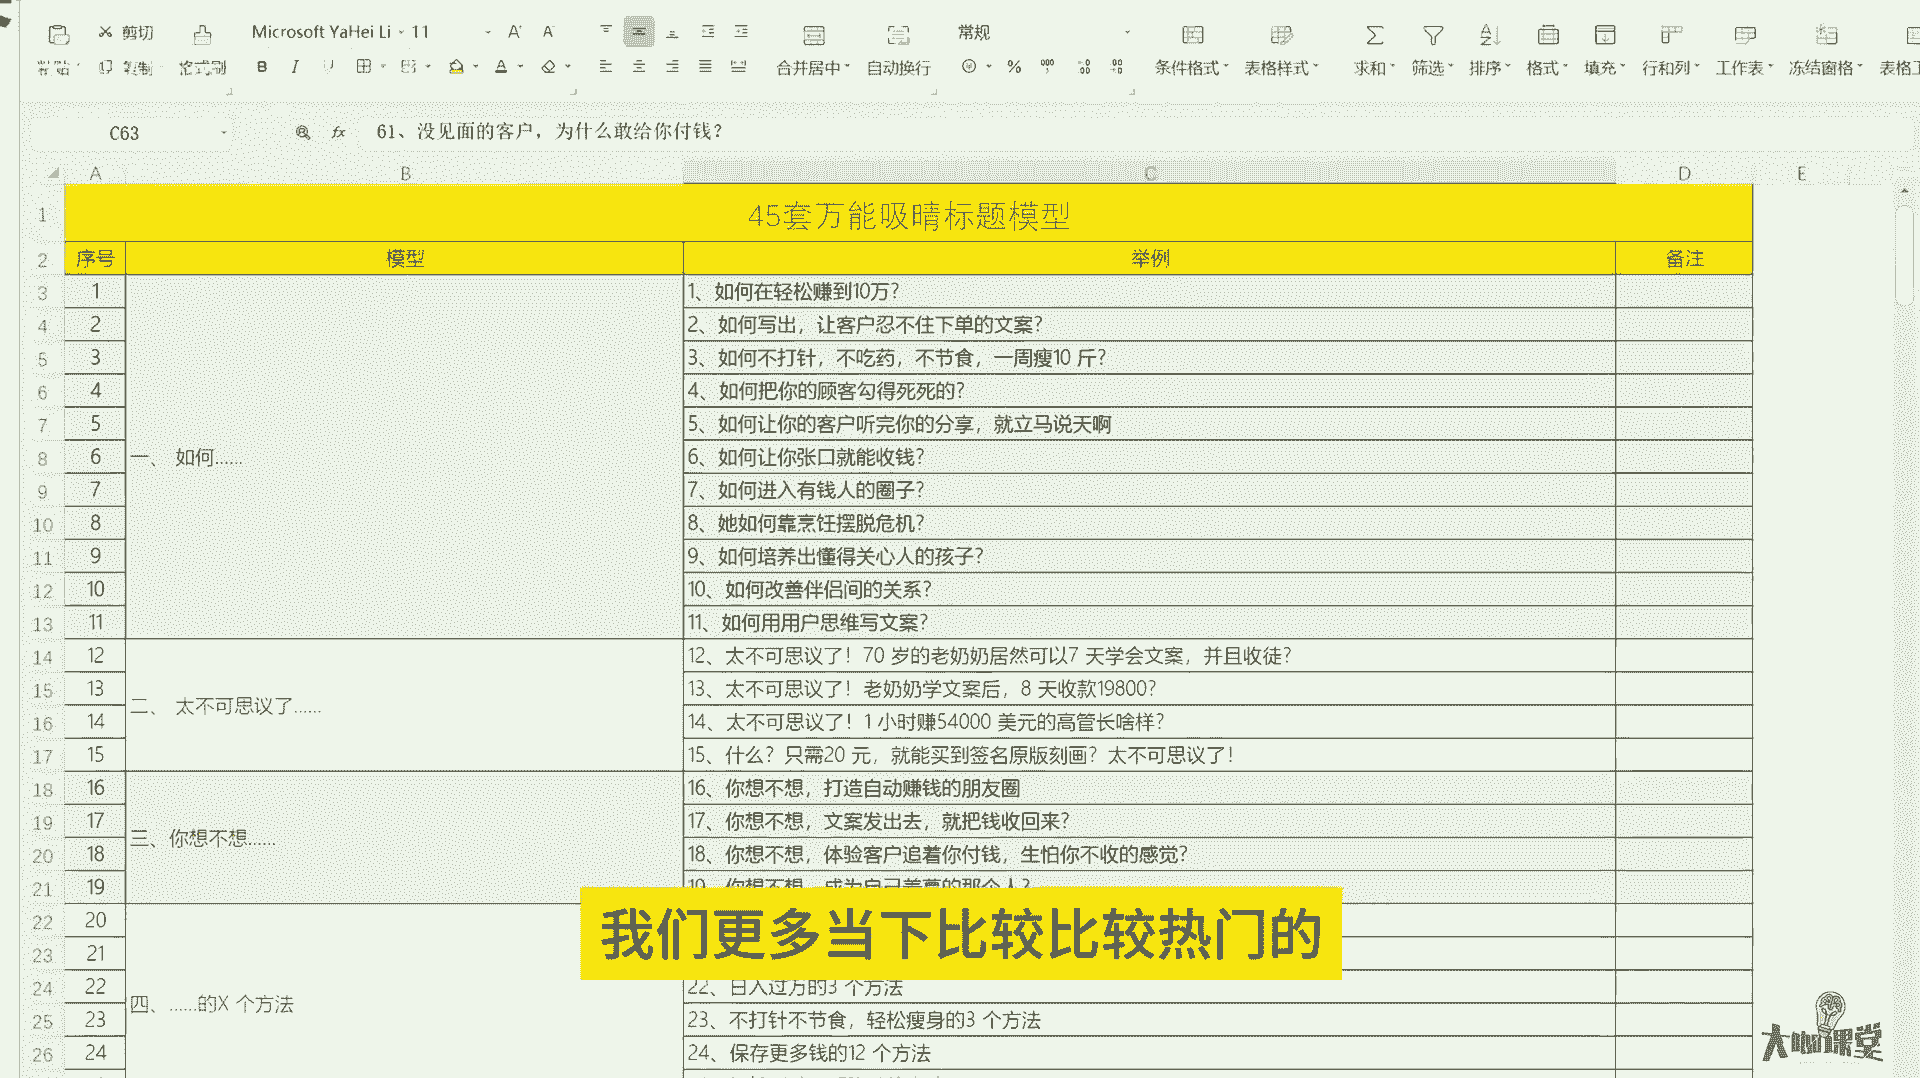 剪切 Microsoft YaHei Li 11 A⁺ A⁻ 常规
粘贴 复制 格式刷 B I U A 合并居中 自动换行 % 条件格式 表格样式 求和 筛选 排序 格式 填充 行和列 工作表 冻结窗格
C63 fx 61、没见面的客户，为什么敢给你付钱？
A B C D E
1 45套万能吸晴标题模型
2 序号 模型 举例 备注
3 1 1、如何在轻松赚到10万？
4 2 2、如何写出，让客户忍不住下单的文案？
5 3 3、如何不打针，不吃药，不节食，一周瘦10 斤？
6 4 4、如何把你的顾客勾得死死的？
7 5 5、如何让你的客户听完你的分享，就立马说天啊
8 6 一、 如何...... 6、如何让你张口就能收钱？
9 7 7、如何进入有钱人的圈子？
10 8 8、她如何靠烹饪摆脱危机？
11 9 9、如何培养出懂得关心人的孩子？
12 10 10、如何改善伴侣间的关系？
13 11 11、如何用用户思维写文案？
14 12 12、太不可思议了！70 岁的老奶奶居然可以7 天学会文案，并且收徒？
15 13 二、 太不可思议了...... 13、太不可思议了！老奶奶学文案后，8 天收款19800？
16 14 14、太不可思议了！1 小时赚54000 美元的高管长啥样？
17 15 15、什么？只需20 元，就能买到签名原版刻画？太不可思议了！
18 16 16、你想不想，打造自动赚钱的朋友圈
19 17 三、你想不想...... 17、你想不想，文案发出去，就把钱收回来？
20 18 18、你想不想，体验客户追着你付钱，生怕你不收的感觉？
21 19 19、你想不想，成为自己羡慕的那个人？
22 20
我们更多当下比较比较热门的
23 21
24 22 四、......的X 个方法 22、日入过万的3 个方法
25 23 23、不打针不节食，轻松瘦身的3 个方法
26 24 24、保存更多钱的12 个方法
大咖课堂